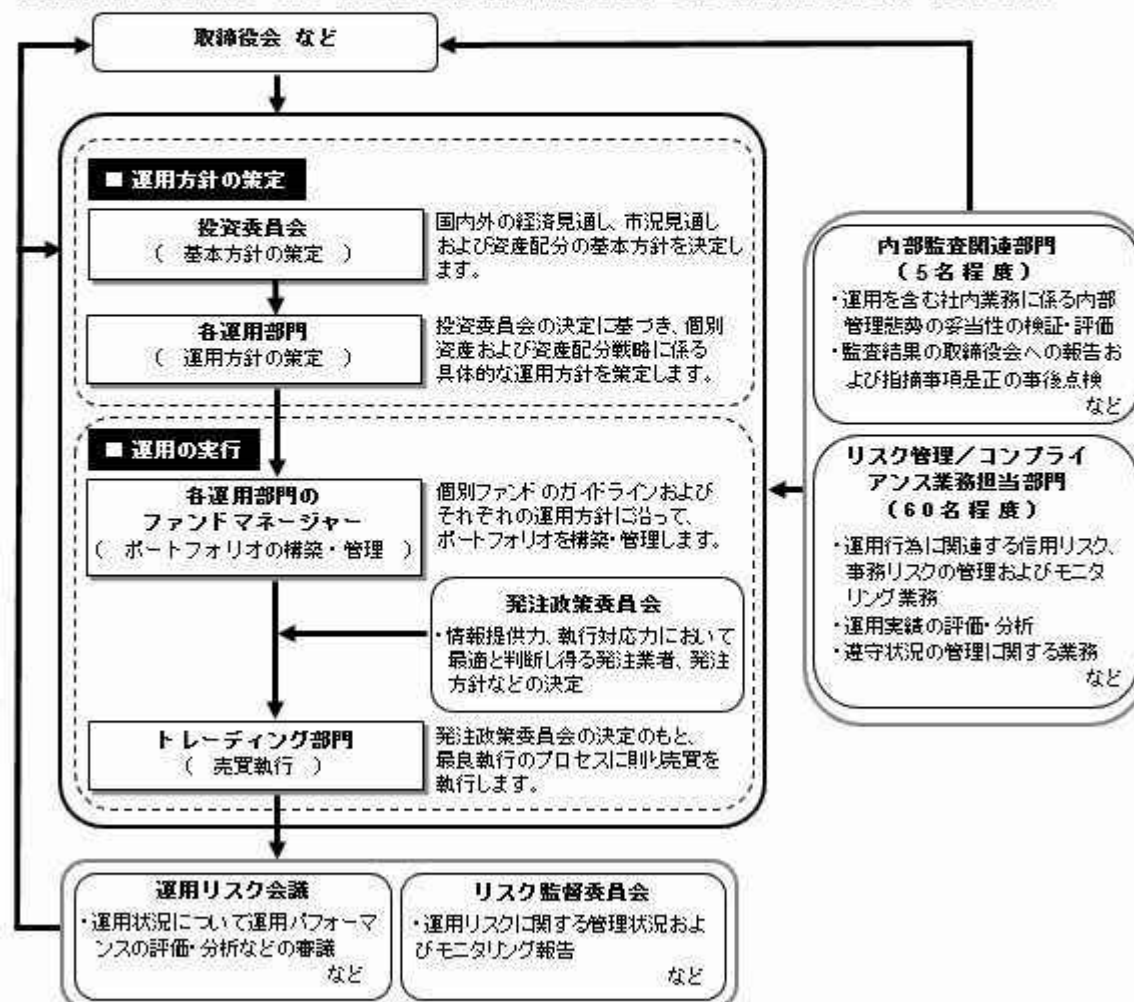 取締役会 など
■ 運用方針の策定
投資委員会
（ 基本方針の策定 ）
国内外の経済見通し、市況見通し
および資産配分の基本方針を決定し
ます。
各運用部門
（ 運用方針の策定 ）
投資委員会の決定に基づき、個別
資産および資産配分戦略に係る
具体的な運用方針を策定します。
■ 運用の実行
各運用部門の
ファンドマネージャー
（ ポートフォリオの構築・管理 ）
個別ファンドのガイドラインおよび
それぞれの運用方針に沿って、
ポートフォリオを構築・管理します。
発注政策委員会
・情報提供力、執行対応力において
最適と判断し得る発注業者、発注
方針などの決定
トレーディング部門
（ 売買執行 ）
発注政策委員会の決定のもと、
最良執行のプロセスに則り売買を
執行します。
内部監査関連部門
（５名程度）
・運用を含む社内業務に係る内部
管理態勢の妥当性の検証・評価
・監査結果の取締役会への報告お
よび指摘事項是正の事後点検
など
リスク管理／コンプライ
アンス業務担当部門
（６０名程度）
・運用行為に関連する信用リスク、
事務リスクの管理およびモニタ
リング業務
・運用実績の評価・分析
・遵守状況の管理に関する業務
など
運用リスク会議
・運用状況について運用パフォーマ
ンスの評価・分析などの審議
など
リスク監督委員会
・運用リスクに関する管理状況およ
びモニタリング報告
など